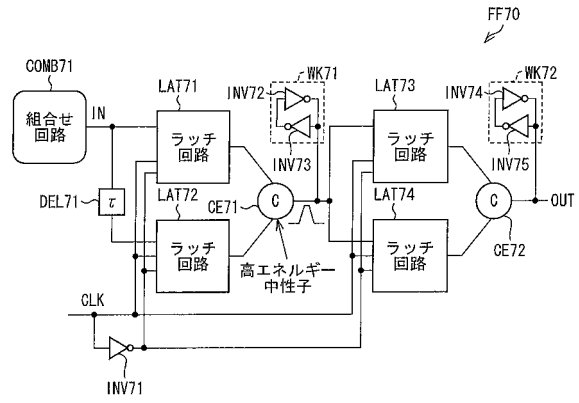 FF70
COMB71
組合せ
回路
IN
LAT71
ラッチ
回路
INV72
WK71
INV73
LAT73
ラッチ
回路
INV74
WK72
INV75
DEL71
τ
LAT72
ラッチ
回路
CE71
C
高エネルギー
中性子
LAT74
ラッチ
回路
C
OUT
CE72
CLK
INV71